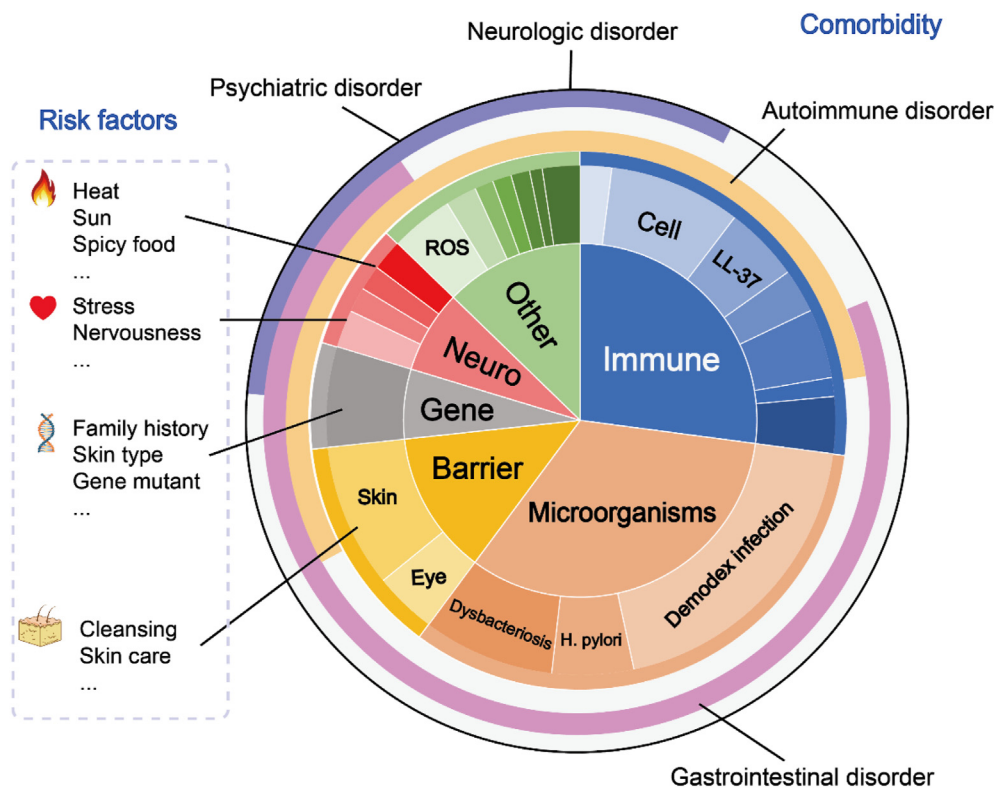 Neurologic disorder
Comorbidity
Psychiatric disorder
Autoimmune disorder
Risk factors
Heat
Sun
Spicy food
...
Stress
Nervousness
...
Family history
Skin type
Gene mutant
...
Cleansing
Skin care
...
ROS
Cell
LL-37
Other
Immune
Neuro
Gene
Barrier
Skin
Eye
Microorganisms
Dysbacteriosis
H. pylori
Demodex infection
Gastrointestinal disorder